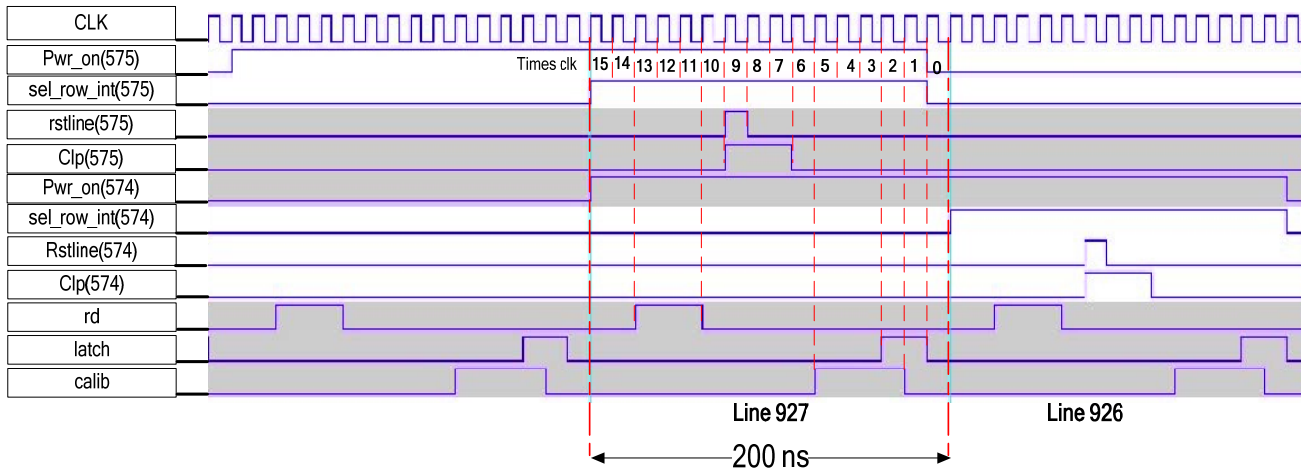 CLK
Pwr_on(575)
Times clk 15 14 13 12 11 10 9 8 7 6 5 4 3 2 1 0
sel_row_int(575)
rstline(575)
Clp(575)
Pwr_on(574)
sel_row_int(574)
Rstline(574)
Clp(574)
rd
latch
calib
Line 927 Line 926
200 ns